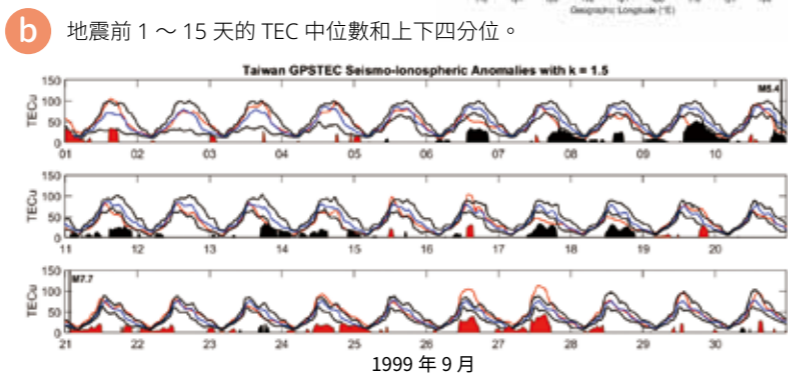 Geographic Longitude (°E)
b 地震前 1 ～ 15 天的 TEC 中位數和上下四分位。
Taiwan GPSTEC Seismo-Ionospheric Anomalies with k = 1.5
TECu
150
100
50
0
M5.4
01 02 03 04 05 06 07 08 09 10
TECu
150
100
50
0
11 12 13 14 15 16 17 18 19 20
TECu
150
100
50
0
M7.7
21 22 23 24 25 26 27 28 29 30
1999 年 9 月